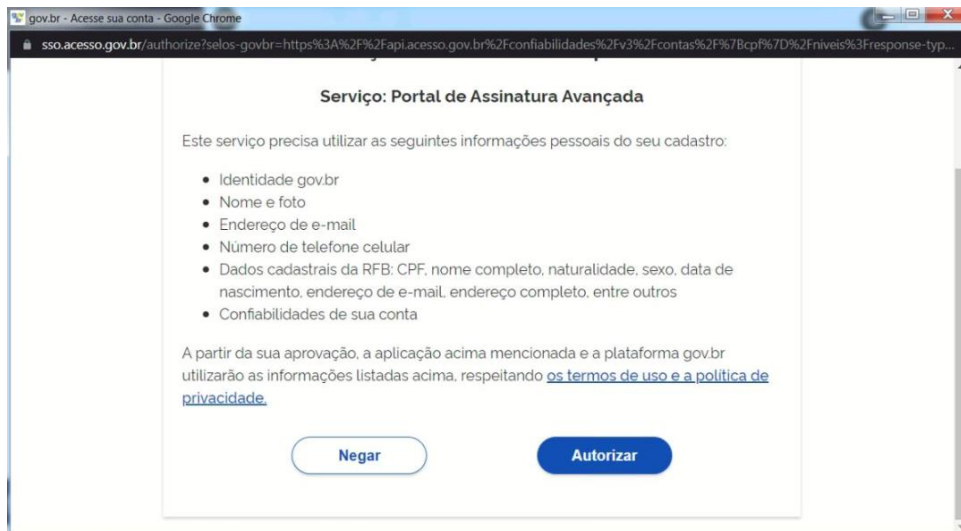 gov.br - Acesse sua conta - Google Chrome
sso.acesso.gov.br/authorize?selos-govbr=https%3A%2F%2Fapi.acesso.gov.br%2Fconfiabilidades%2Fv3%2Fcontas%2F%7Bcpf%7D%2Fniveis%3Fresponse-typ...
Serviço: Portal de Assinatura Avançada
Este serviço precisa utilizar as seguintes informações pessoais do seu cadastro:
• Identidade gov.br
• Nome e foto
• Endereço de e-mail
• Número de telefone celular
• Dados cadastrais da RFB: CPF, nome completo, naturalidade, sexo, data de
nascimento, endereço de e-mail, endereço completo, entre outros
• Confiabilidades de sua conta
A partir da sua aprovação, a aplicação acima mencionada e a plataforma gov.br
utilizarão as informações listadas acima, respeitando os termos de uso e a política de
privacidade.
Negar
Autorizar